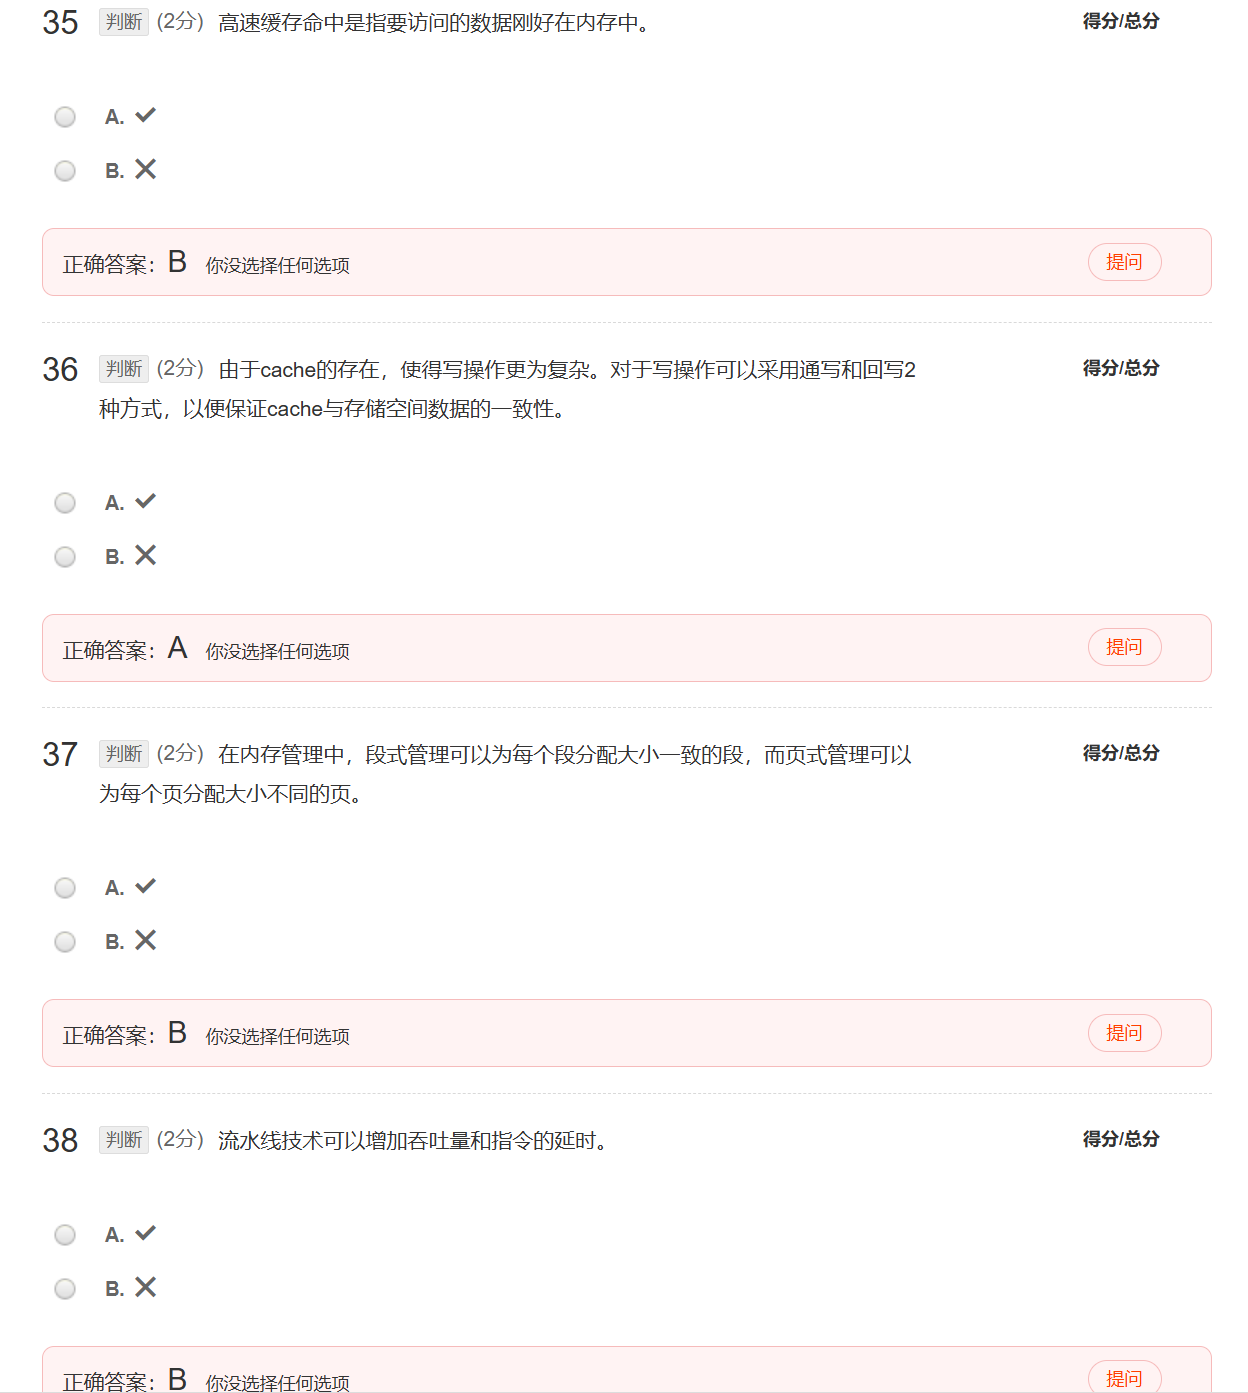 35 判断 (2分) 高速缓存命中是指要访问的数据刚好在内存中。 得分/总分
A. ✔
B. ✕
正确答案：B 你没选择任何选项 提问
36 判断 (2分) 由于cache的存在，使得写操作更为复杂。对于写操作可以采用通写和回写2 得分/总分
种方式，以便保证cache与存储空间数据的一致性。
A. ✔
B. ✕
正确答案：A 你没选择任何选项 提问
37 判断 (2分) 在内存管理中，段式管理可以为每个段分配大小一致的段，而页式管理可以 得分/总分
为每个页分配大小不同的页。
A. ✔
B. ✕
正确答案：B 你没选择任何选项 提问
38 判断 (2分) 流水线技术可以增加吞吐量和指令的延时。 得分/总分
A. ✔
B. ✕
正确答案：B 你没选择任何选项 提问